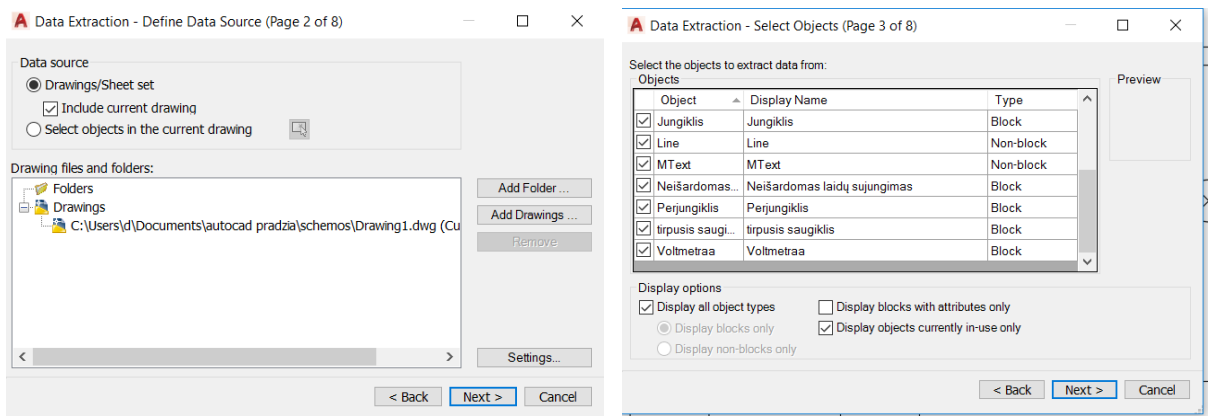 Data Extraction - Define Data Source (Page 2 of 8)
Data source
Drawings/Sheet set
Include current drawing
Select objects in the current drawing
Drawing files and folders:
Folders
Drawings
C:\Users\d\Documents\autocad pradzia\schemos\Drawing1.dwg (Cu
Add Folder ...
Add Drawings ...
Remove
Settings...
< Back Next > Cancel
Data Extraction - Select Objects (Page 3 of 8)
Select the objects to extract data from:
Objects
Preview
Object Display Name Type
Jungiklis Jungiklis Block
Line Line Non-block
MText MText Non-block
Neišardomas... Neišardomas laidų sujungimas Block
Perjungiklis Perjungiklis Block
tirpusis saugi... tirpusis saugiklis Block
Voltmetraa Voltmetraa Block
Display options
Display all object types Display blocks with attributes only
Display blocks only Display objects currently in-use only
Display non-blocks only
< Back Next > Cancel